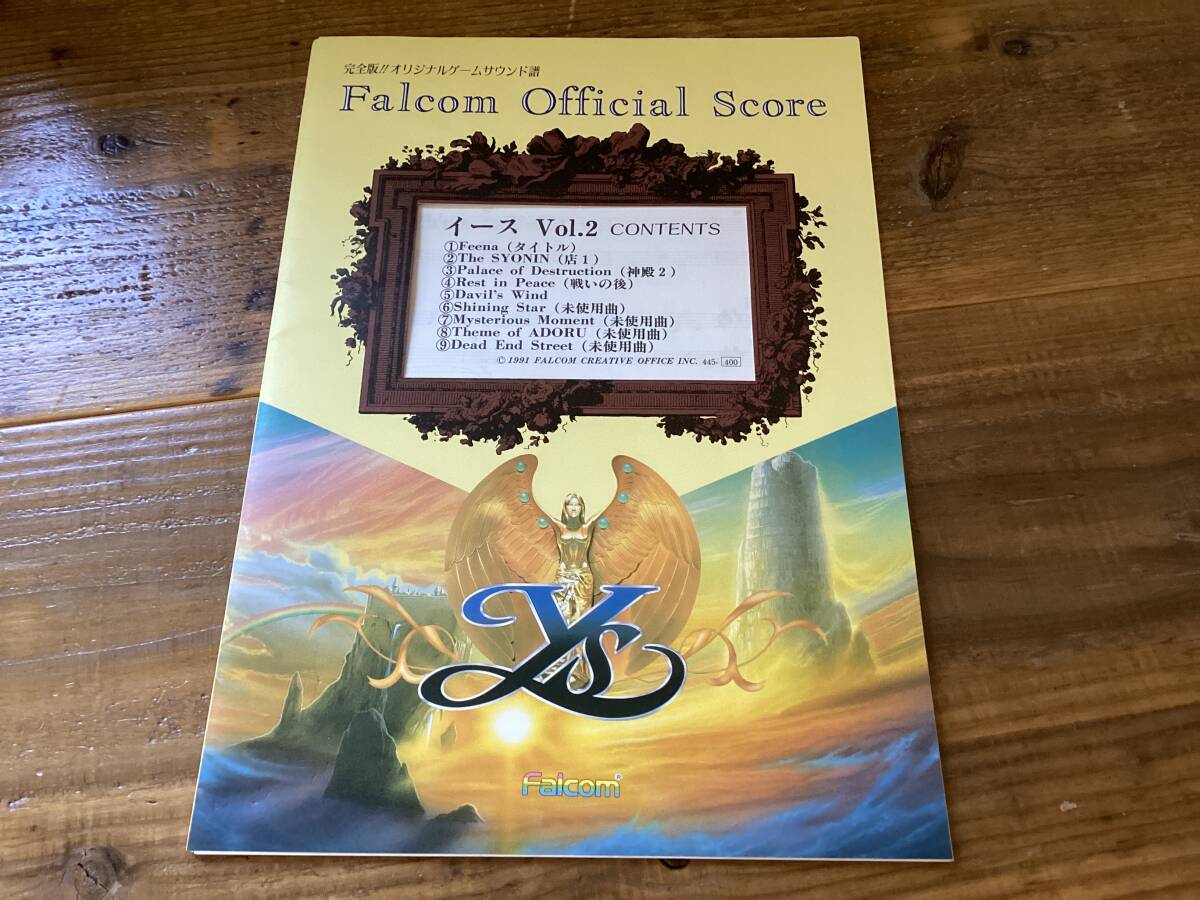 完全版!!オリジナルゲームサウンド譜
Falcom Official Score
イース Vol.2 CONTENTS
①Feena（タイトル）
②The SYONIN（店1）
③Palace of Destruction（神殿2）
④Rest in Peace（戦いの後）
⑤Davil's Wind
⑥Shining Star（未使用曲）
⑦Mysterious Moment（未使用曲）
⑧Theme of ADORU（未使用曲）
⑨Dead End Street（未使用曲）
©1991 FALCOM CREATIVE OFFICE INC. 445-400
Ys
Falcom®